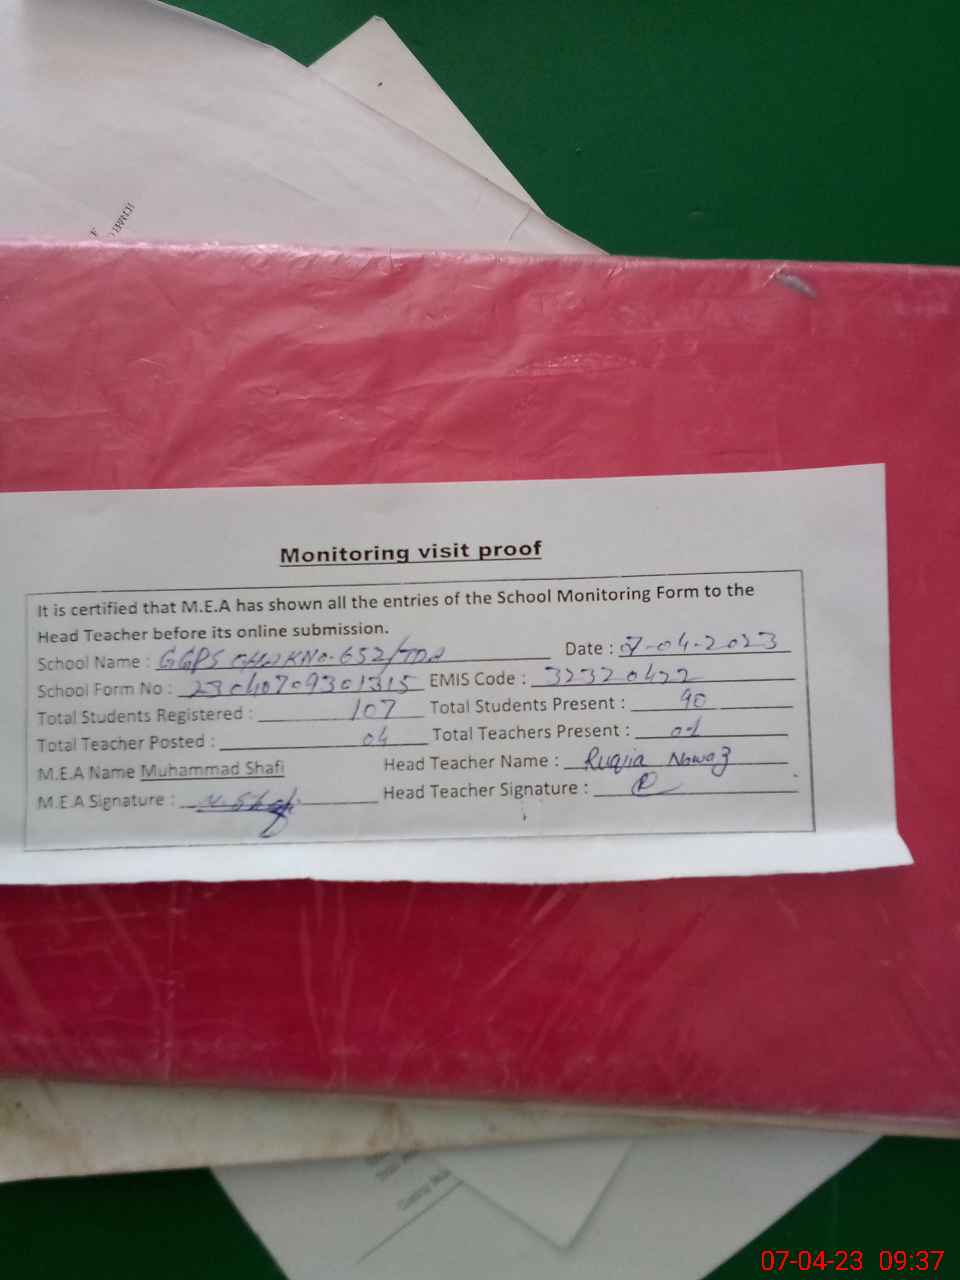 Monitoring visit proof
It is certified that M.E.A has shown all the entries of the School Monitoring Form to the
Head Teacher before its online submission.
School Name : GGPS CHAK No. 652/TDA Date : 07-04-2023
School Form No : 23040709301315 EMIS Code : 32320422
Total Students Registered : 107 Total Students Present : 90
Total Teacher Posted : 04 Total Teachers Present :
M.E.A Name Muhammad Shafi Head Teacher Name : Ruqia Nawaz
M.E.A Signature : M. Shafi Head Teacher Signature :
07-04-23 09:37